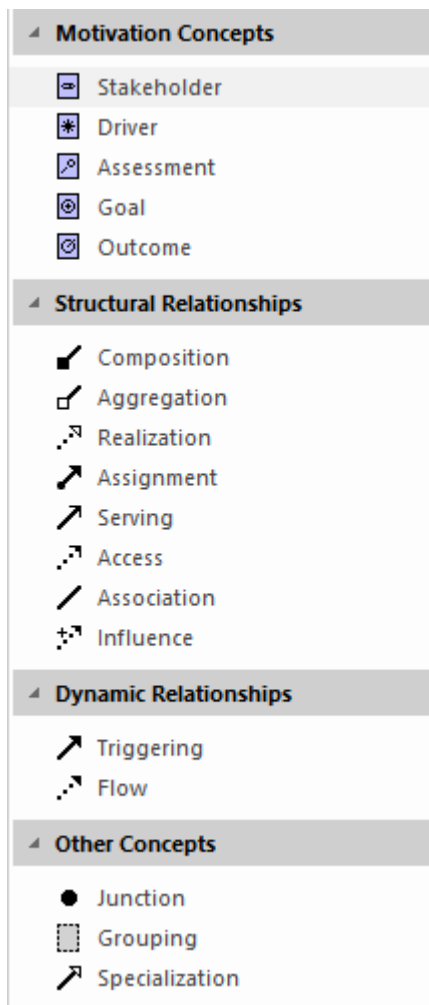 Motivation Concepts
Stakeholder
Driver
Assessment
Goal
Outcome
Structural Relationships
Composition
Aggregation
Realization
Assignment
Serving
Access
Association
Influence
Dynamic Relationships
Triggering
Flow
Other Concepts
Junction
Grouping
Specialization